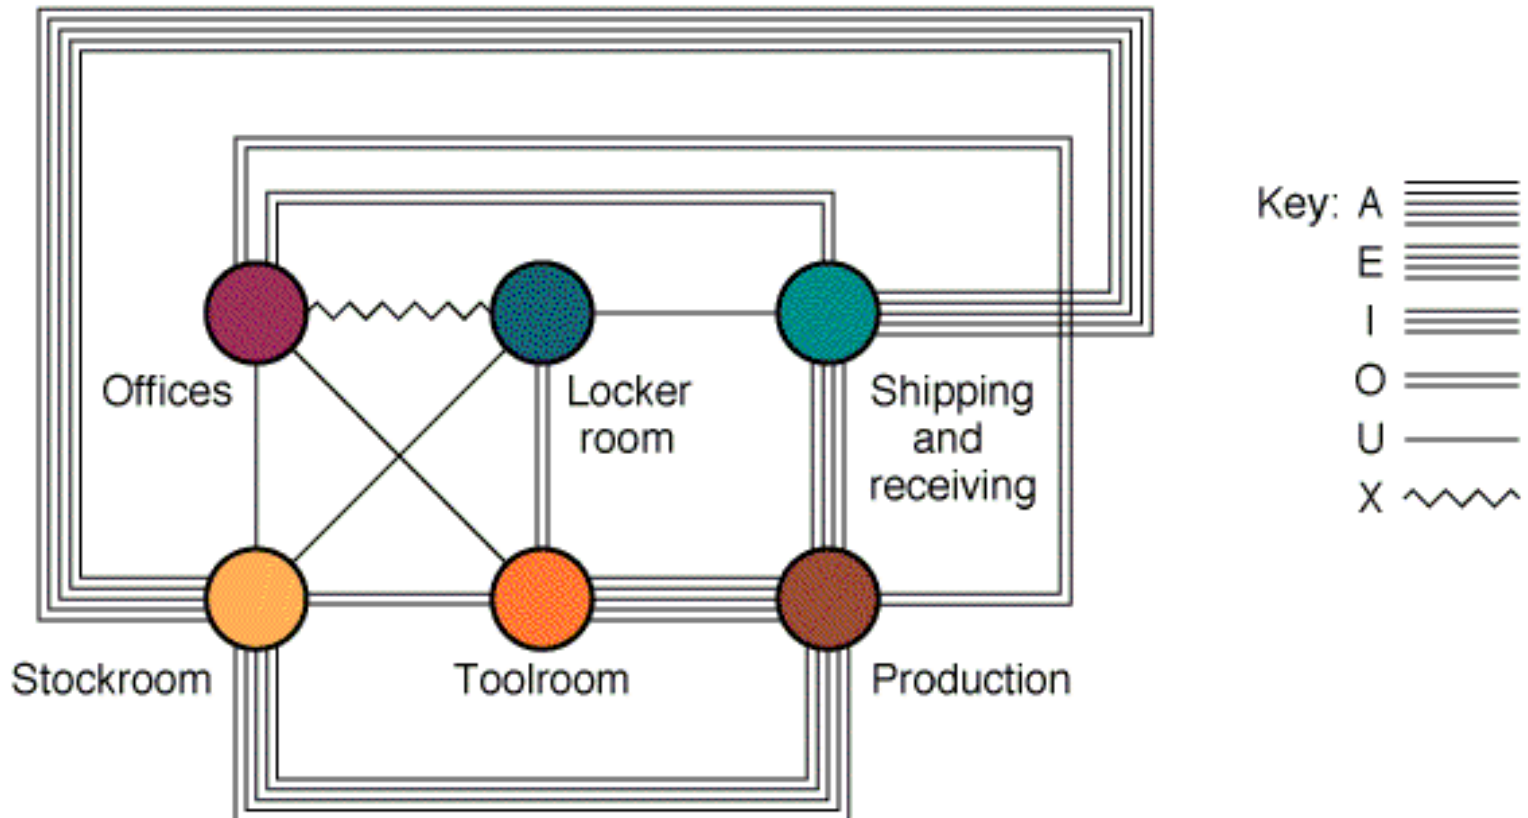 Key: A
E
I
O
U
X
Offices
Locker
room
Shipping
and
receiving
Stockroom
Toolroom
Production